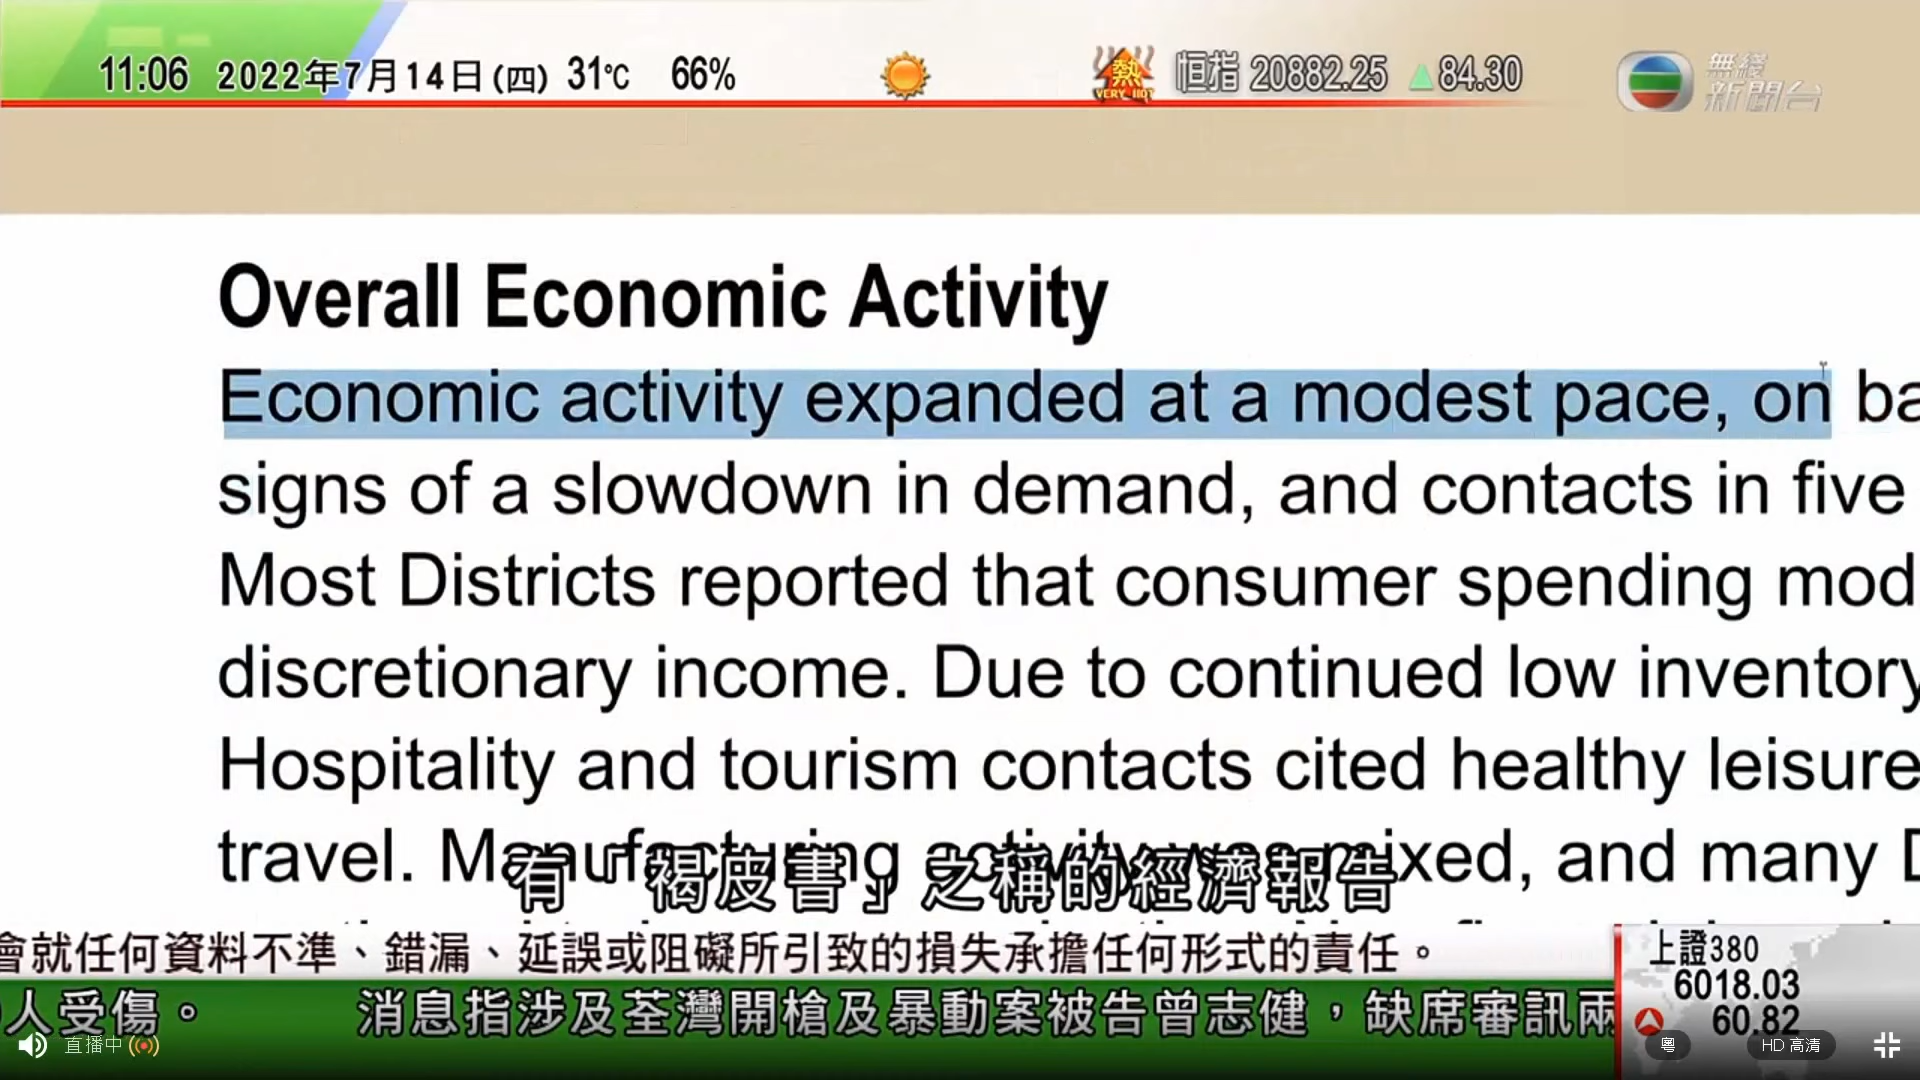 11:06 2022年7月14日(四) 31℃ 66% 熱 VERY HOT 恒指 20882.25 84.30 無綫
新聞台
Overall Economic Activity
Economic activity expanded at a modest pace, on ba
signs of a slowdown in demand, and contacts in five
Most Districts reported that consumer spending mod
discretionary income. Due to continued low inventory
Hospitality and tourism contacts cited healthy leisure
travel. Manufacturing activity was mixed, and many D
有「褐皮書」之稱的經濟報告
會就任何資料不準、錯漏、延誤或阻礙所引致的損失承擔任何形式的責任。
人受傷。 消息指涉及荃灣開槍及暴動案被告曾志健，缺席審訊兩
上證380
6018.03
60.82
直播中 粵 HD 高清